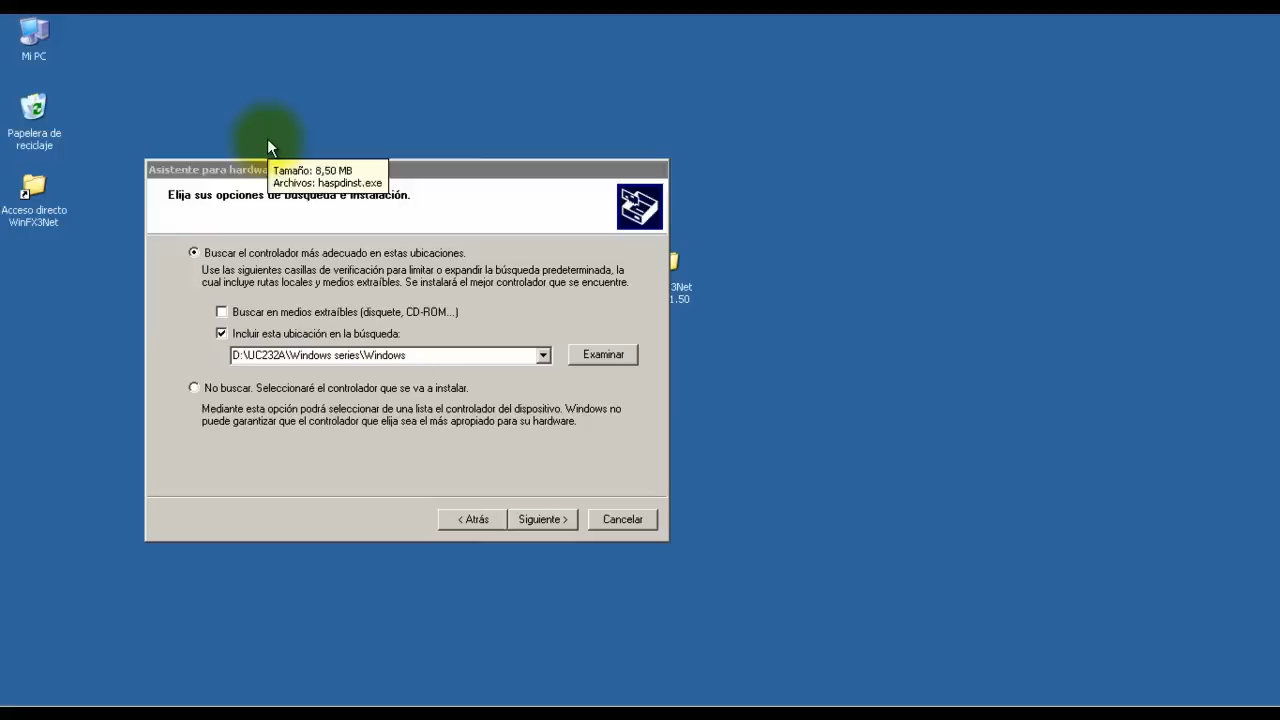 Mi PC
Papelera de
reciclaje
Acceso directo
WinFX3Net
Asistente para hardwa
Tamaño: 8,50 MB
Archivos: haspdinst.exe
Elija sus opciones de búsqueda e instalación.
Buscar el controlador más adecuado en estas ubicaciones.
Use las siguientes casillas de verificación para limitar o expandir la búsqueda predeterminada, la
cual incluye rutas locales y medios extraíbles. Se instalará el mejor controlador que se encuentre.
Buscar en medios extraíbles (disquete, CD-ROM...)
Incluir esta ubicación en la búsqueda:
D:\UC232A\Windows series\Windows
Examinar
No buscar. Seleccionaré el controlador que se va a instalar.
Mediante esta opción podrá seleccionar de una lista el controlador del dispositivo. Windows no
puede garantizar que el controlador que elija sea el más apropiado para su hardware.
< Atrás
Siguiente >
Cancelar
3Net
1.50